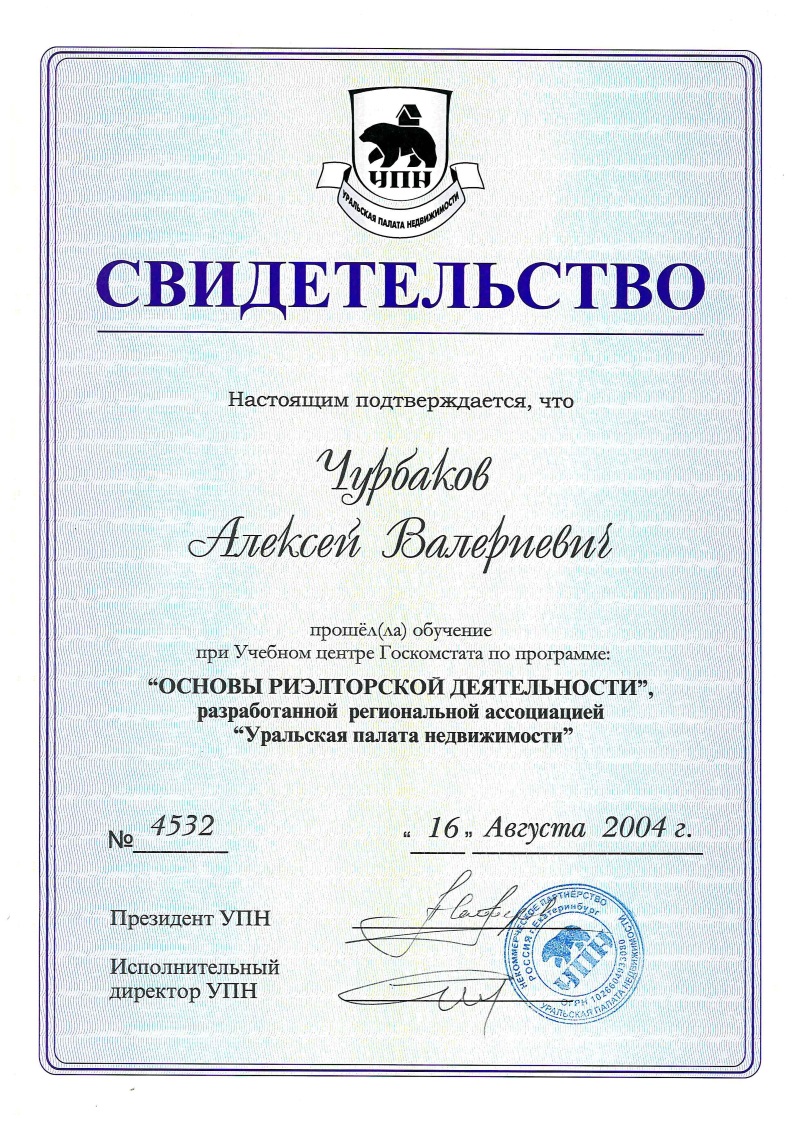 УПН
УРАЛЬСКАЯ ПАЛАТА НЕДВИЖИМОСТИ
СВИДЕТЕЛЬСТВО
Настоящим подтверждается, что
Чурбаков
Алексей Валериевич
прошёл(ла) обучение
при Учебном центре Госкомстата по программе:
“ОСНОВЫ РИЭЛТОРСКОЙ ДЕЯТЕЛЬНОСТИ”,
разработанной региональной ассоциацией
“Уральская палата недвижимости”
№ 4532
“ 16 „ Августа 2004 г.
Президент УПН
Исполнительный
директор УПН
НЕКОММЕРЧЕСКОЕ ПАРТНЁРСТВО
УРАЛЬСКАЯ ПАЛАТА НЕДВИЖИМОСТИ
РОССИЯ г.Екатеринбург
УПН
ОГРН